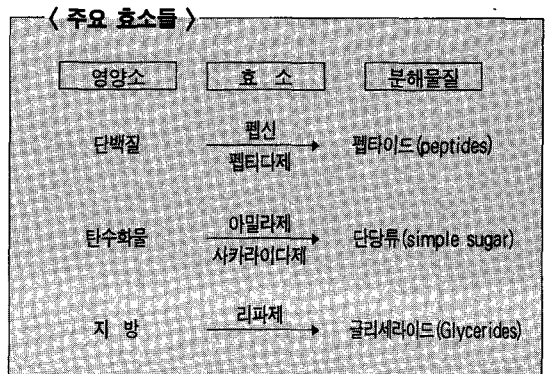 〈 주요 효소들 〉
영양소 효 소 분해물질
펩신
단백질 펩타이드(peptides)
펩티다제
아밀라제
탄수화물 단당류(simple sugar)
사카라이다제
리파제
지 방 글리세라이드(Glycerides)